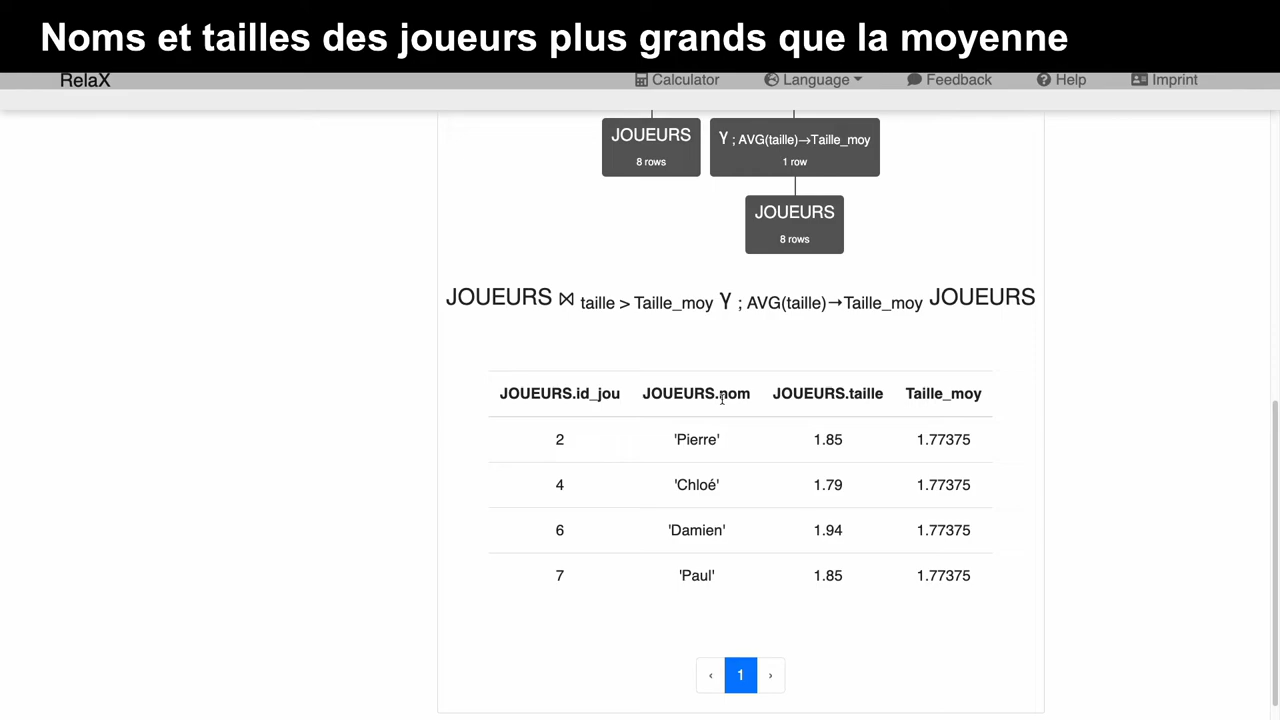 Noms et tailles des joueurs plus grands que la moyenne
RelaX Calculator Language Feedback Help Imprint
JOUEURS
8 rows
γ ; AVG(taille)→Taille_moy
1 row
JOUEURS
8 rows
JOUEURS ⋈ taille > Taille_moy γ ; AVG(taille)→Taille_moy JOUEURS
JOUEURS.id_jou JOUEURS.nom JOUEURS.taille Taille_moy
2 'Pierre' 1.85 1.77375
4 'Chloé' 1.79 1.77375
6 'Damien' 1.94 1.77375
7 'Paul' 1.85 1.77375
‹ 1 ›